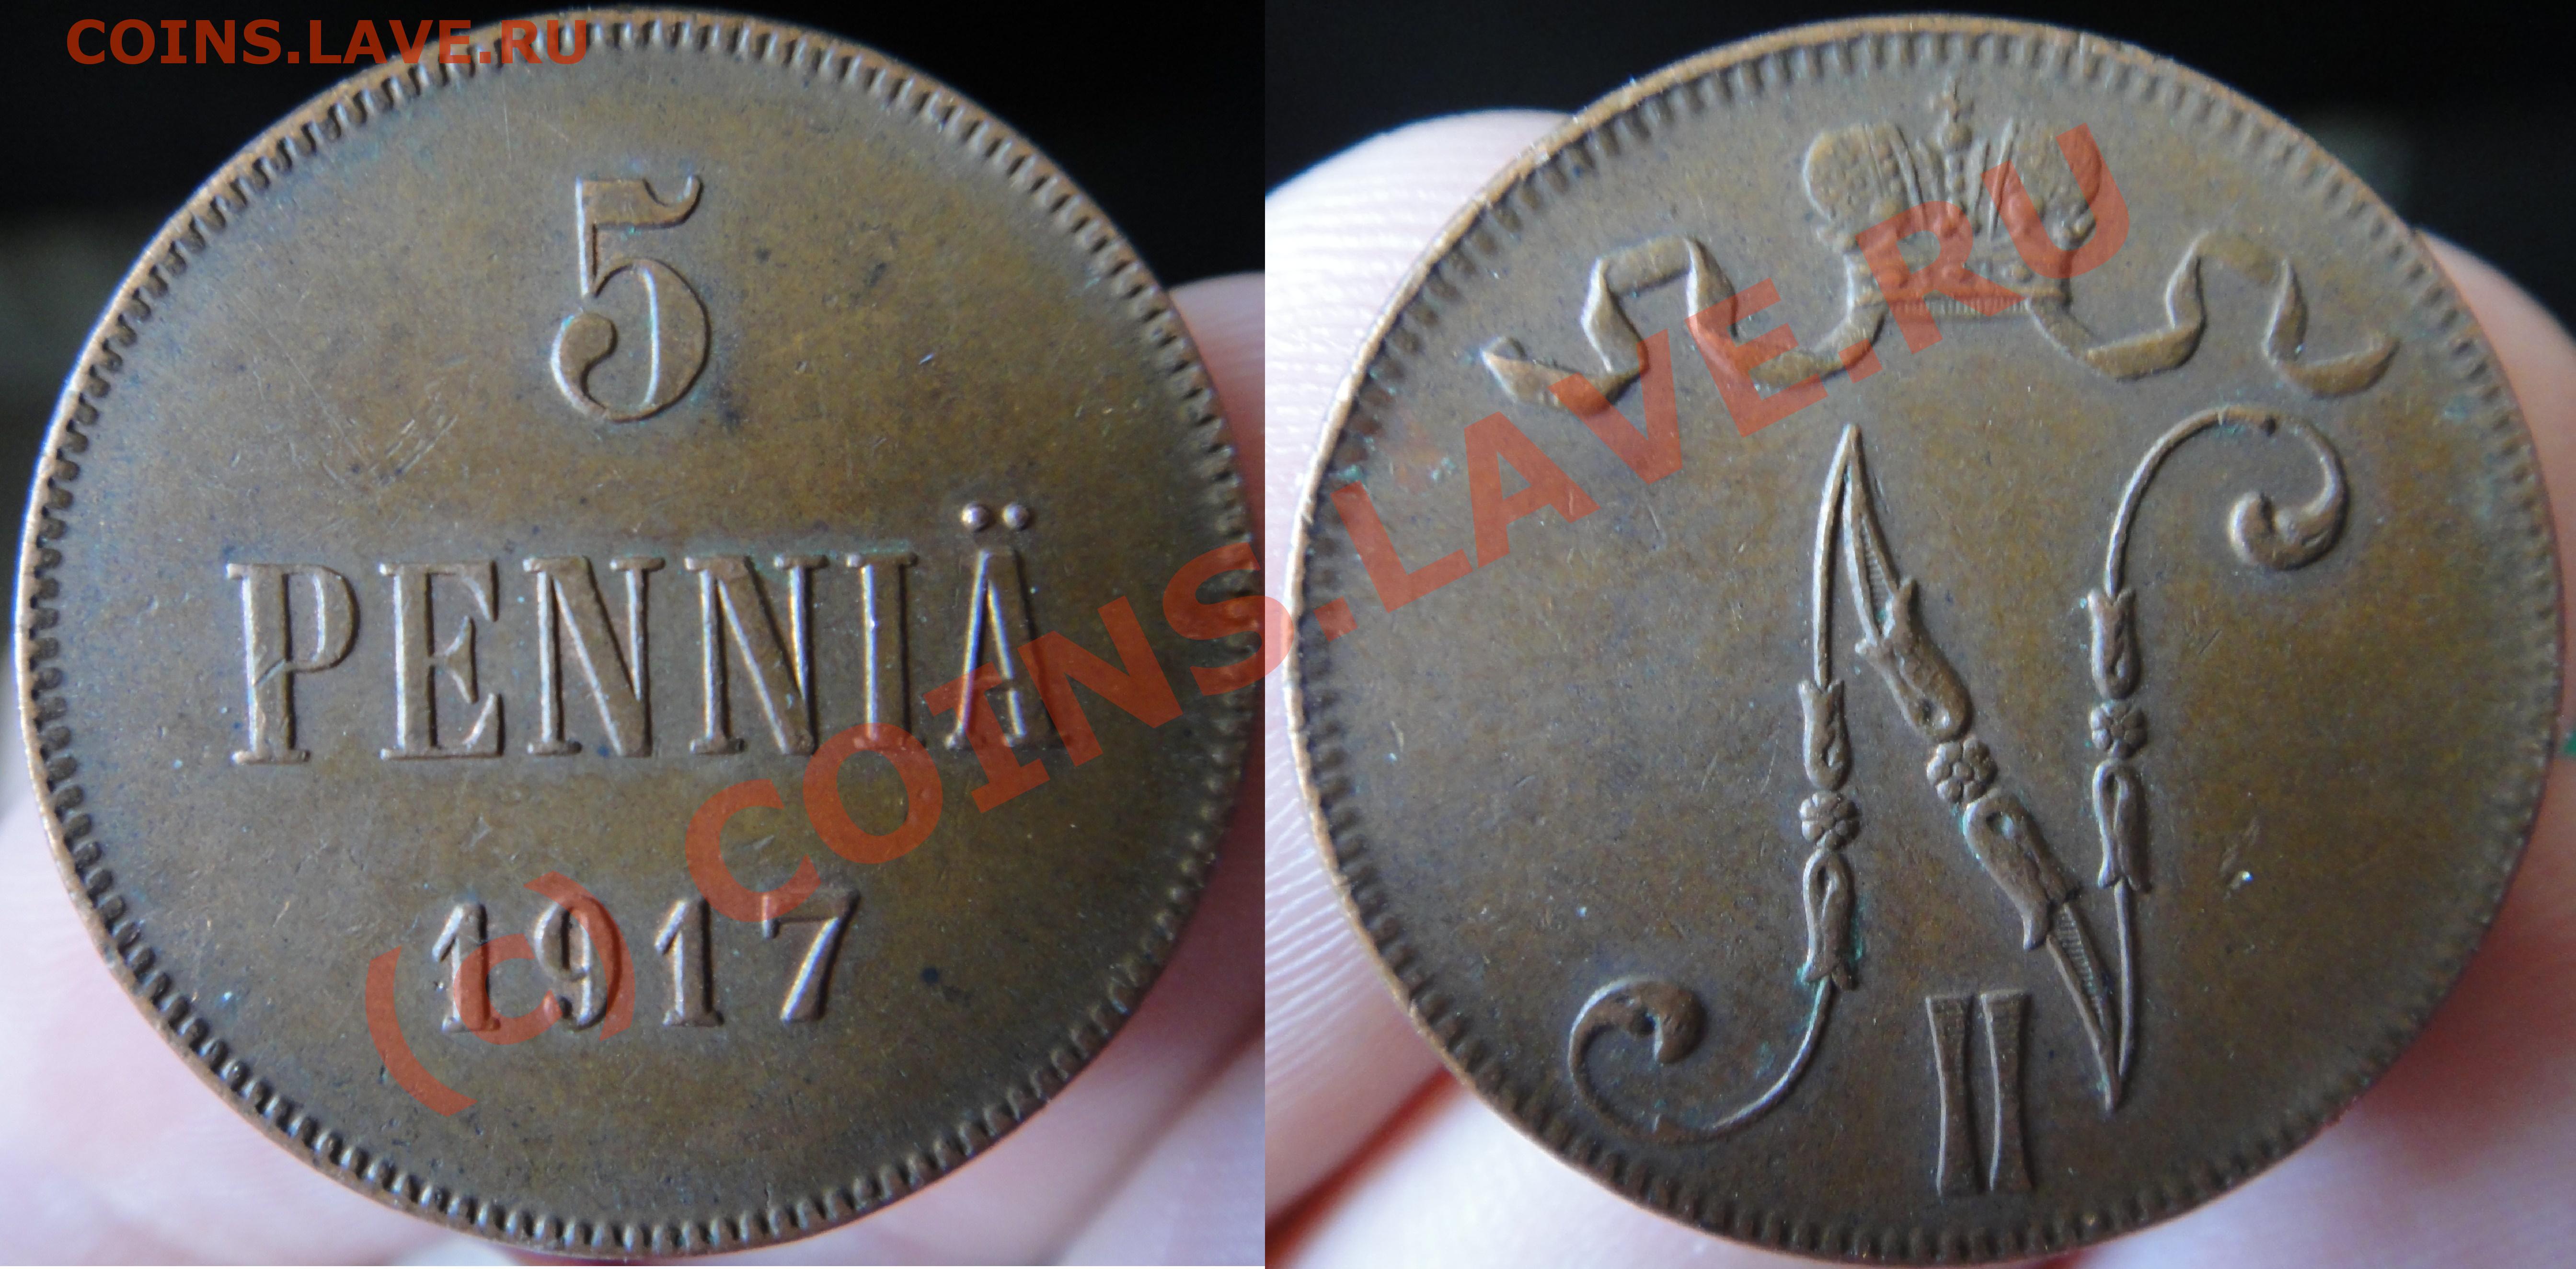 COINS.LAVE.RU
5
PENNIÄ
1917
N
II
(c) COINS.LAVE.RU